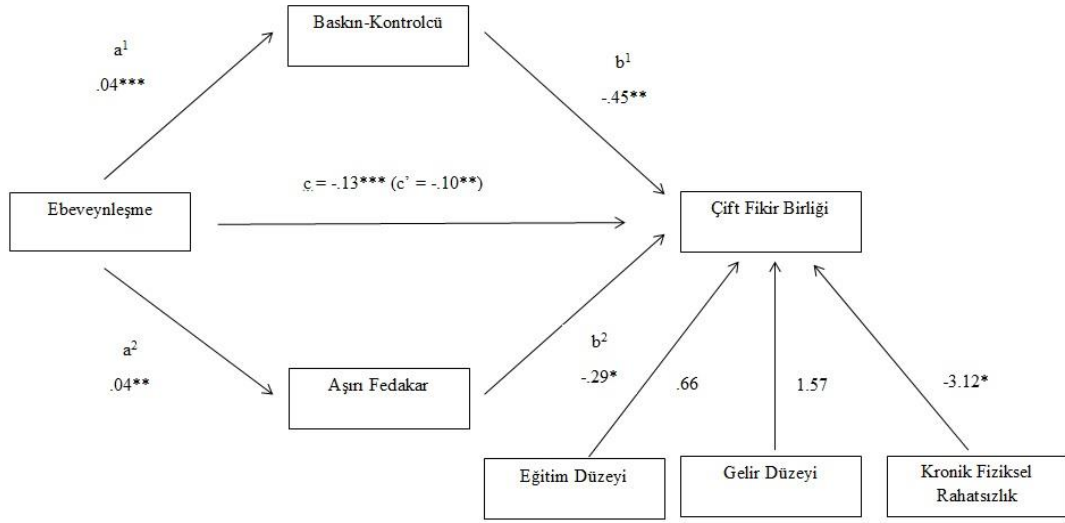 Baskın-Kontrolcü
a¹
.04***
b¹
-.45**
c = -.13*** (c’ = -.10**)
Ebeveynleşme
Çift Fikir Birliği
a²
.04**
Aşırı Fedakar
b²
-.29*
.66
1.57
-3.12*
Eğitim Düzeyi
Gelir Düzeyi
Kronik Fiziksel
Rahatsızlık